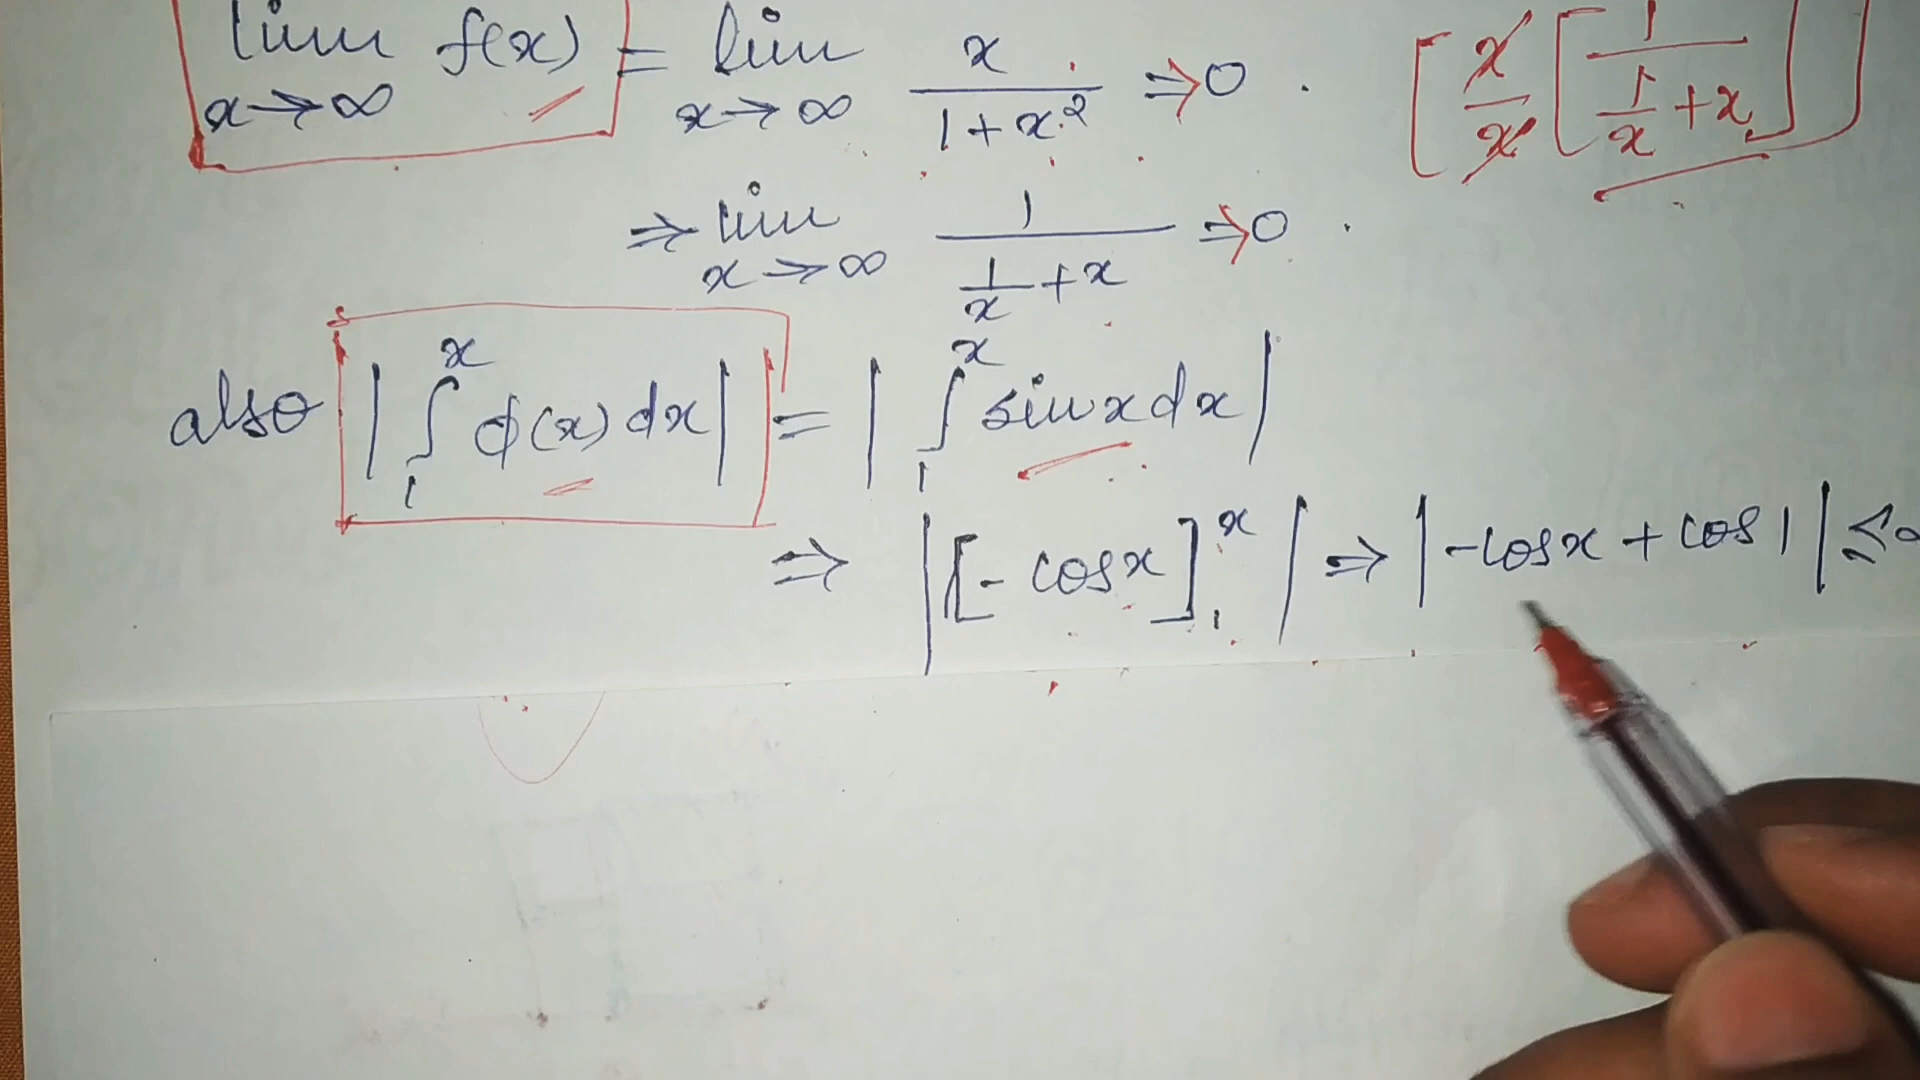 lim f(x) = lim x / (1 + x²) ⇒ 0 . [ x/x [ 1 / (1/x + x) ] ]
x→∞ x→∞
⇒ lim 1 / (1/x + x) ⇒ 0 .
x→∞
also | ∫₁ˣ φ(x) dx | = | ∫₁ˣ sin x dx |
⇒ | [ - cos x ]₁ˣ | ⇒ | -cos x + cos 1 | ≤